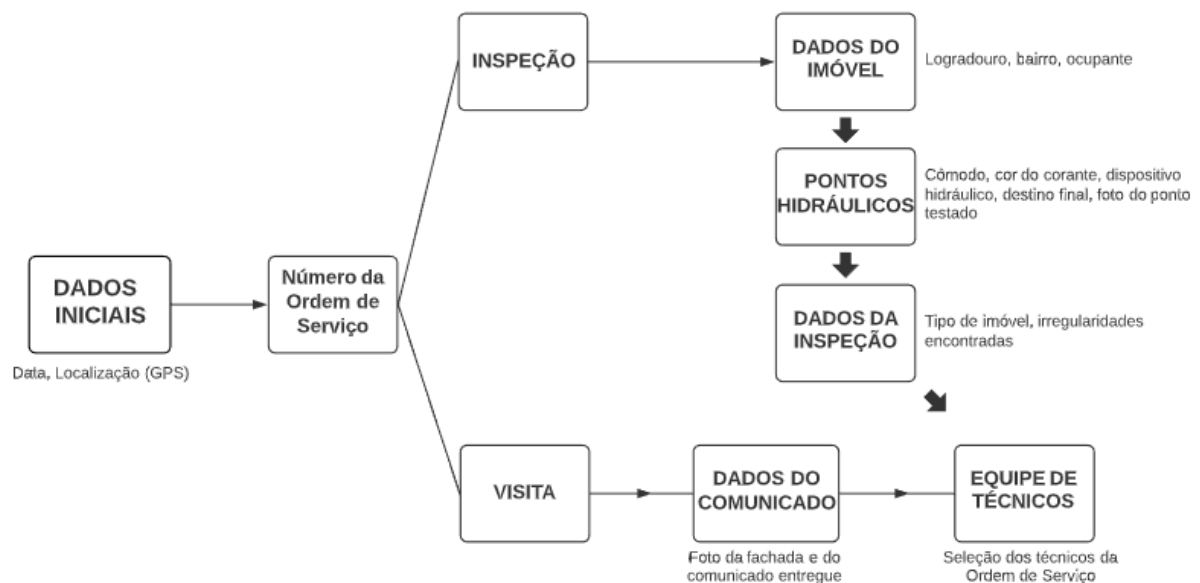 DADOS
INICIAIS
Data, Localização (GPS)
Número da
Ordem de
Serviço
INSPEÇÃO
DADOS DO
IMÓVEL
Logradouro, bairro, ocupante
PONTOS
HIDRÁULICOS
Cômodo, cor do corante, dispositivo
hidráulico, destino final, foto do ponto
testado
DADOS DA
INSPEÇÃO
Tipo de imóvel, irregularidades
encontradas
VISITA
DADOS DO
COMUNICADO
Foto da fachada e do
comunicado entregue
EQUIPE DE
TÉCNICOS
Seleção dos técnicos da
Ordem de Serviço